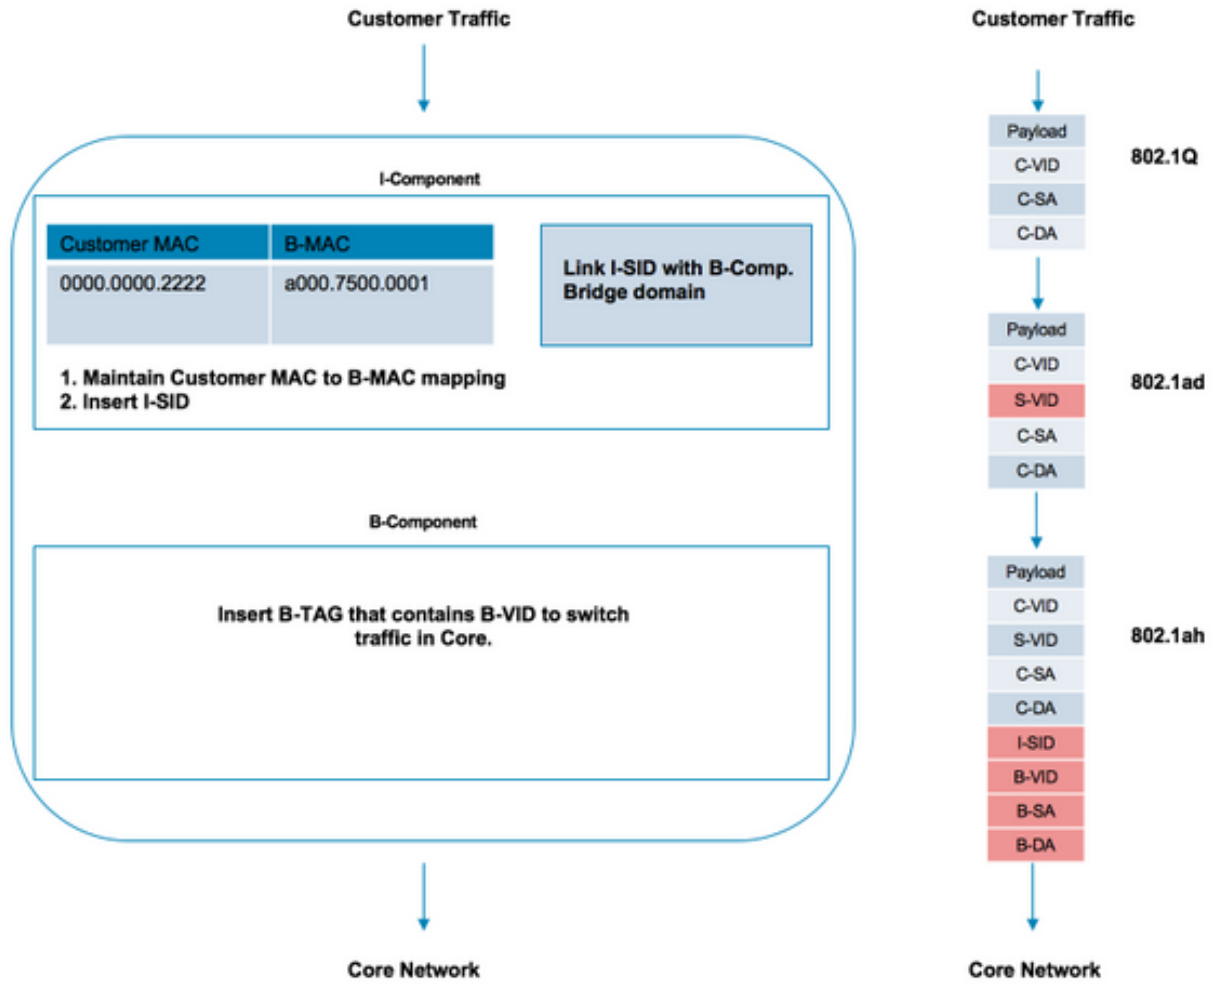 Customer Traffic
I-Component
Customer MAC B-MAC
0000.0000.2222 a000.7500.0001
Link I-SID with B-Comp.
Bridge domain
1. Maintain Customer MAC to B-MAC mapping
2. Insert I-SID
B-Component
Insert B-TAG that contains B-VID to switch
traffic in Core.
Core Network
Customer Traffic
Payload
C-VID
C-SA
C-DA
802.1Q
Payload
C-VID
S-VID
C-SA
C-DA
802.1ad
Payload
C-VID
S-VID
C-SA
C-DA
I-SID
B-VID
B-SA
B-DA
802.1ah
Core Network